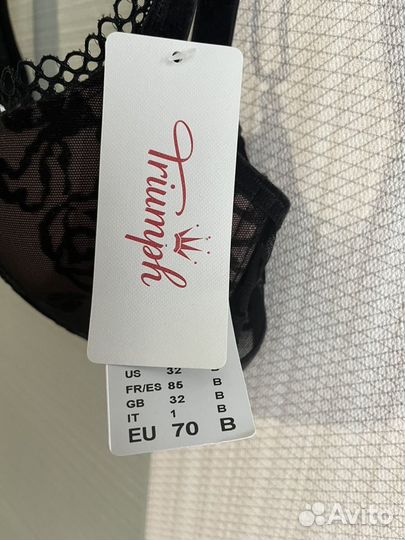 Triumph
US 32 B
FR/ES 85 B
GB 32 B
IT 1 B
EU 70 B
Avito